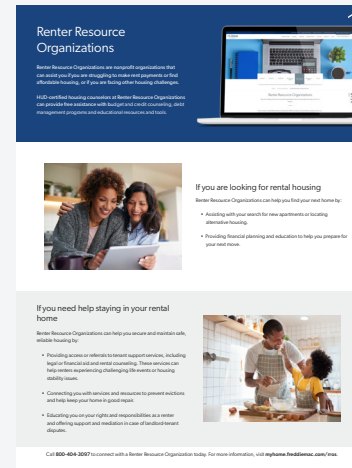 Renter Resource
Organizations
Renter Resource Organizations are nonprofit organizations that
can assist you if you are struggling to make rent payments or find
affordable housing, or if you are facing other housing challenges.
HUD-certified housing counselors at Renter Resource Organizations
can provide free assistance with budget and credit counseling, debt
management programs and educational resources and tools.
Renter Resource Organizations
If you are looking for rental housing
Renter Resource Organizations can help you find your next home by:
• Assisting with your search for new apartments or locating
alternative housing.
• Providing financial planning and education to help you prepare for
your next move.
If you need help staying in your rental
home
Renter Resource Organizations can help you secure and maintain safe,
reliable housing by:
• Providing access or referrals to tenant support services, including
legal or financial aid and rental counseling. These services can
help renters experiencing challenging life events or housing
stability issues.
• Connecting you with services and resources to prevent evictions
and help keep your home in good repair.
• Educating you on your rights and responsibilities as a renter
and offering support and mediation in case of landlord-tenant
disputes.
Call 800-404-3097 to connect with a Renter Resource Organization today. For more information, visit myhome.freddiemac.com/rros.